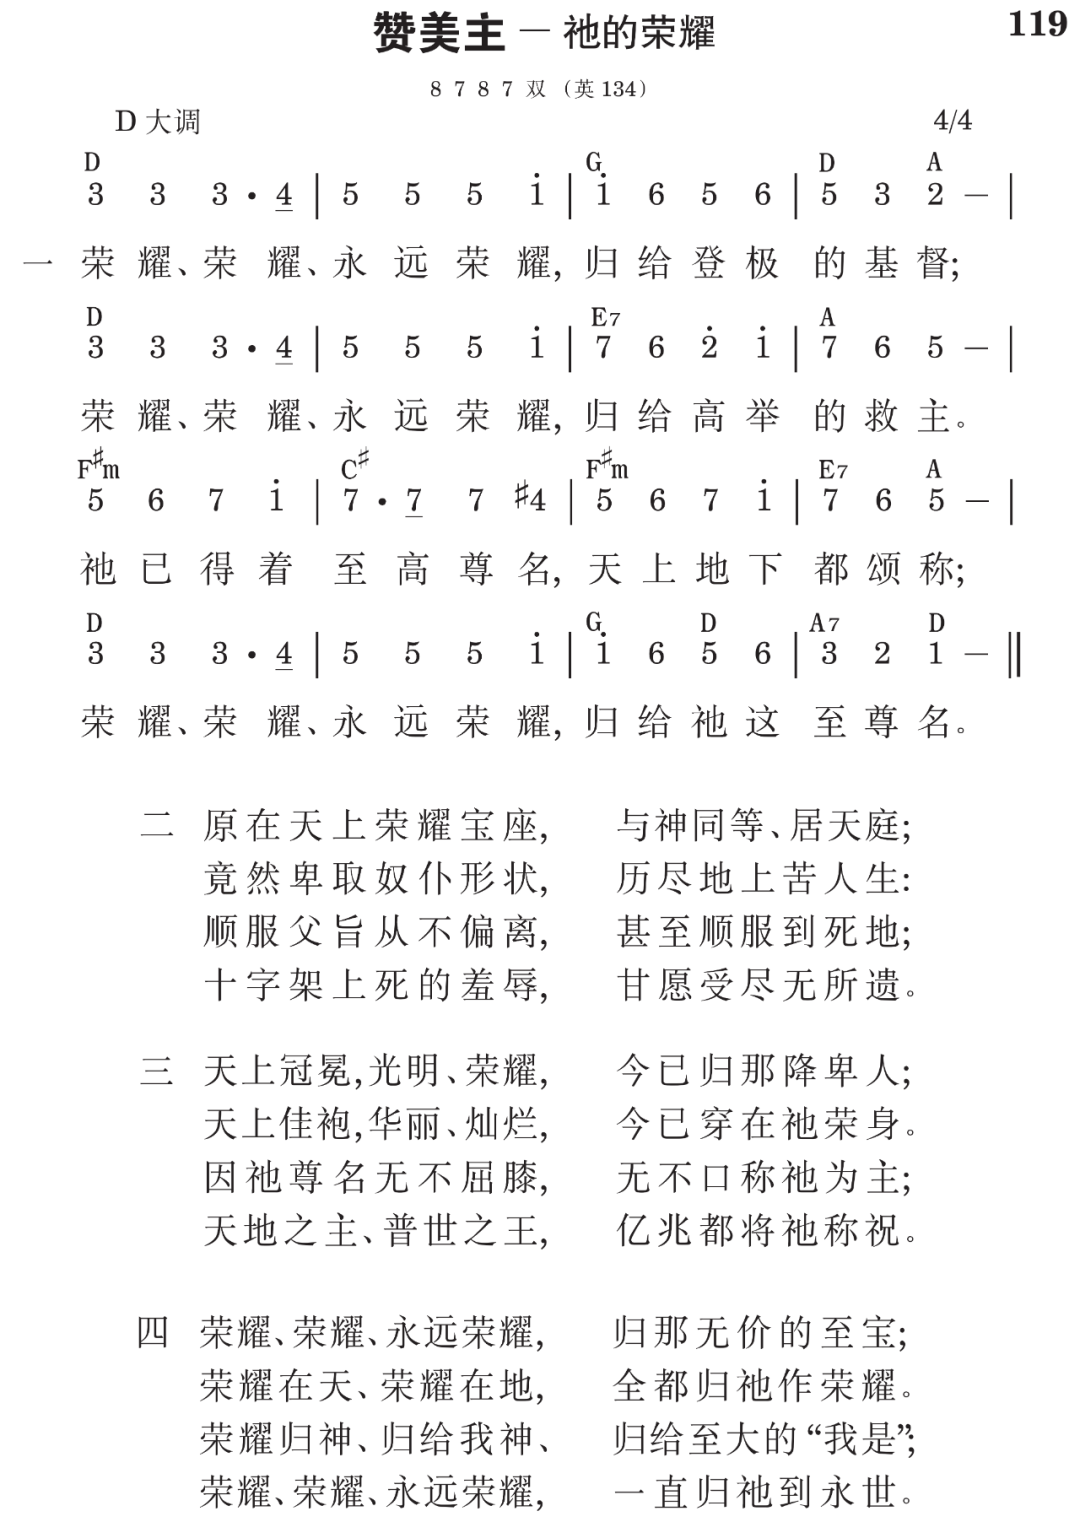 赞美主—祂的荣耀 119
8 7 8 7 双（英134）
D 大调 4/4
D G D A
3 3 3 · 4 | 5 5 5 i | i 6 5 6 | 5 3 2 — |
一 荣耀、荣耀、永远荣耀, 归给登极的基督;
D E7 A
3 3 3 · 4 | 5 5 5 i | 7 6 2̇ i | 7 6 5 — |
荣耀、荣耀、永远荣耀, 归给高举的救主。
F♯m C♯ F♯m E7 A
5 6 7 i | 7 · 7 7 ♯4 | 5 6 7 i | 7 6 5 — |
祂已得着至高尊名, 天上地下都颂称;
D G D A7 D
3 3 3 · 4 | 5 5 5 i | i 6 5 6 | 3 2 1 — ‖
荣耀、荣耀、永远荣耀, 归给祂这至尊名。
二 原在天上荣耀宝座, 与神同等、居天庭;
竟然卑取奴仆形状, 历尽地上苦人生:
顺服父旨从不偏离, 甚至顺服到死地;
十字架上死的羞辱, 甘愿受尽无所遗。
三 天上冠冕,光明、荣耀, 今已归那降卑人;
天上佳袍,华丽、灿烂, 今已穿在祂荣身。
因祂尊名无不屈膝, 无不口称祂为主;
天地之主、普世之王, 亿兆都将祂称祝。
四 荣耀、荣耀、永远荣耀, 归那无价的至宝;
荣耀在天、荣耀在地, 全都归祂作荣耀。
荣耀归神、归给我神、 归给至大的“我是”;
荣耀、荣耀、永远荣耀, 一直归祂到永世。